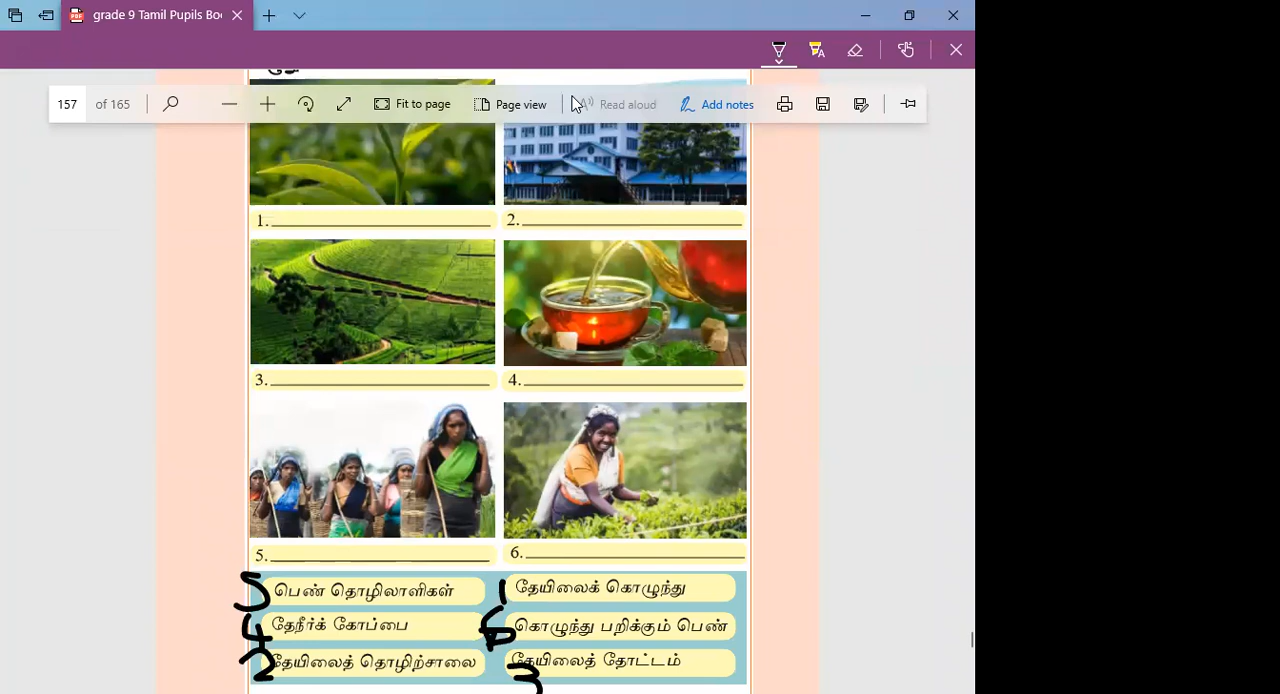 grade 9 Tamil Pupils Bo
157 of 165 Fit to page Page view Read aloud Add notes
1. 2.
3. 4.
5. 6.
5 பெண் தொழிலாளிகள் 1 தேயிலைக் கொழுந்து
4 தேநீர்க் கோப்பை 6 கொழுந்து பறிக்கும் பெண்
2 தேயிலைத் தொழிற்சாலை 3 தேயிலைத் தோட்டம்